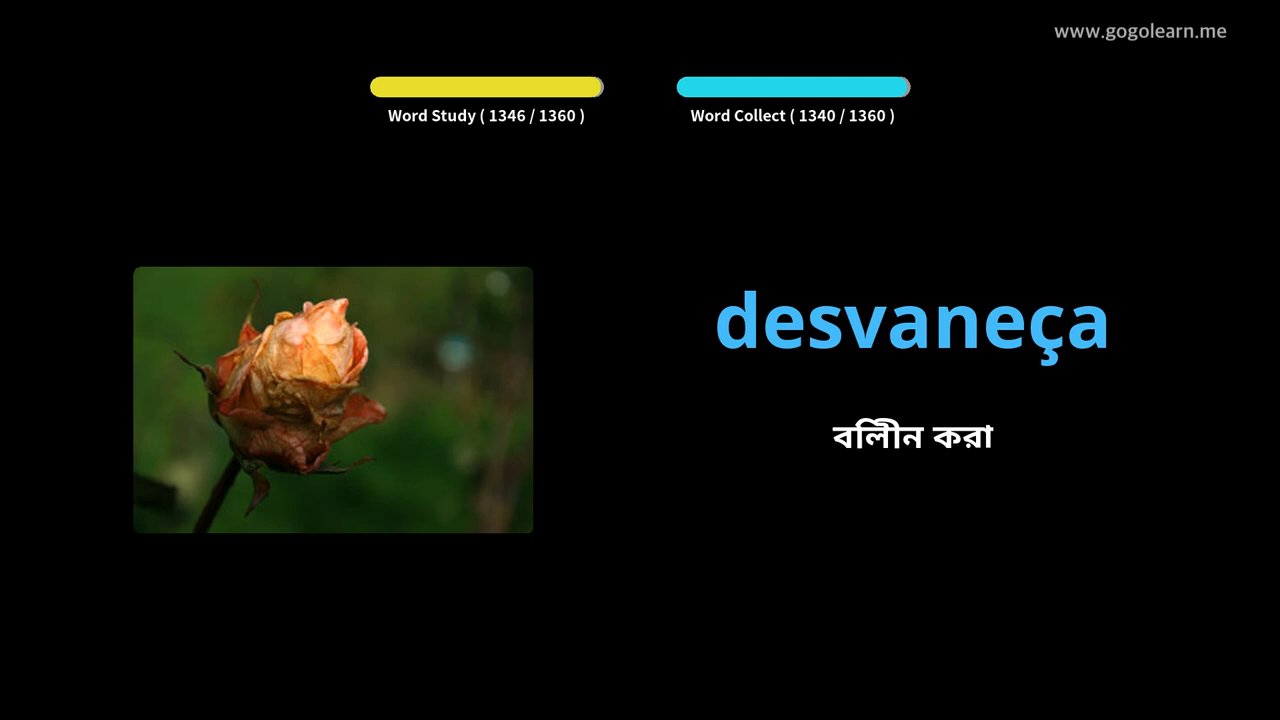 www.gogolearn.me
Word Study ( 1346 / 1360 )
Word Collect ( 1340 / 1360 )
desvaneça
বলিীন করা